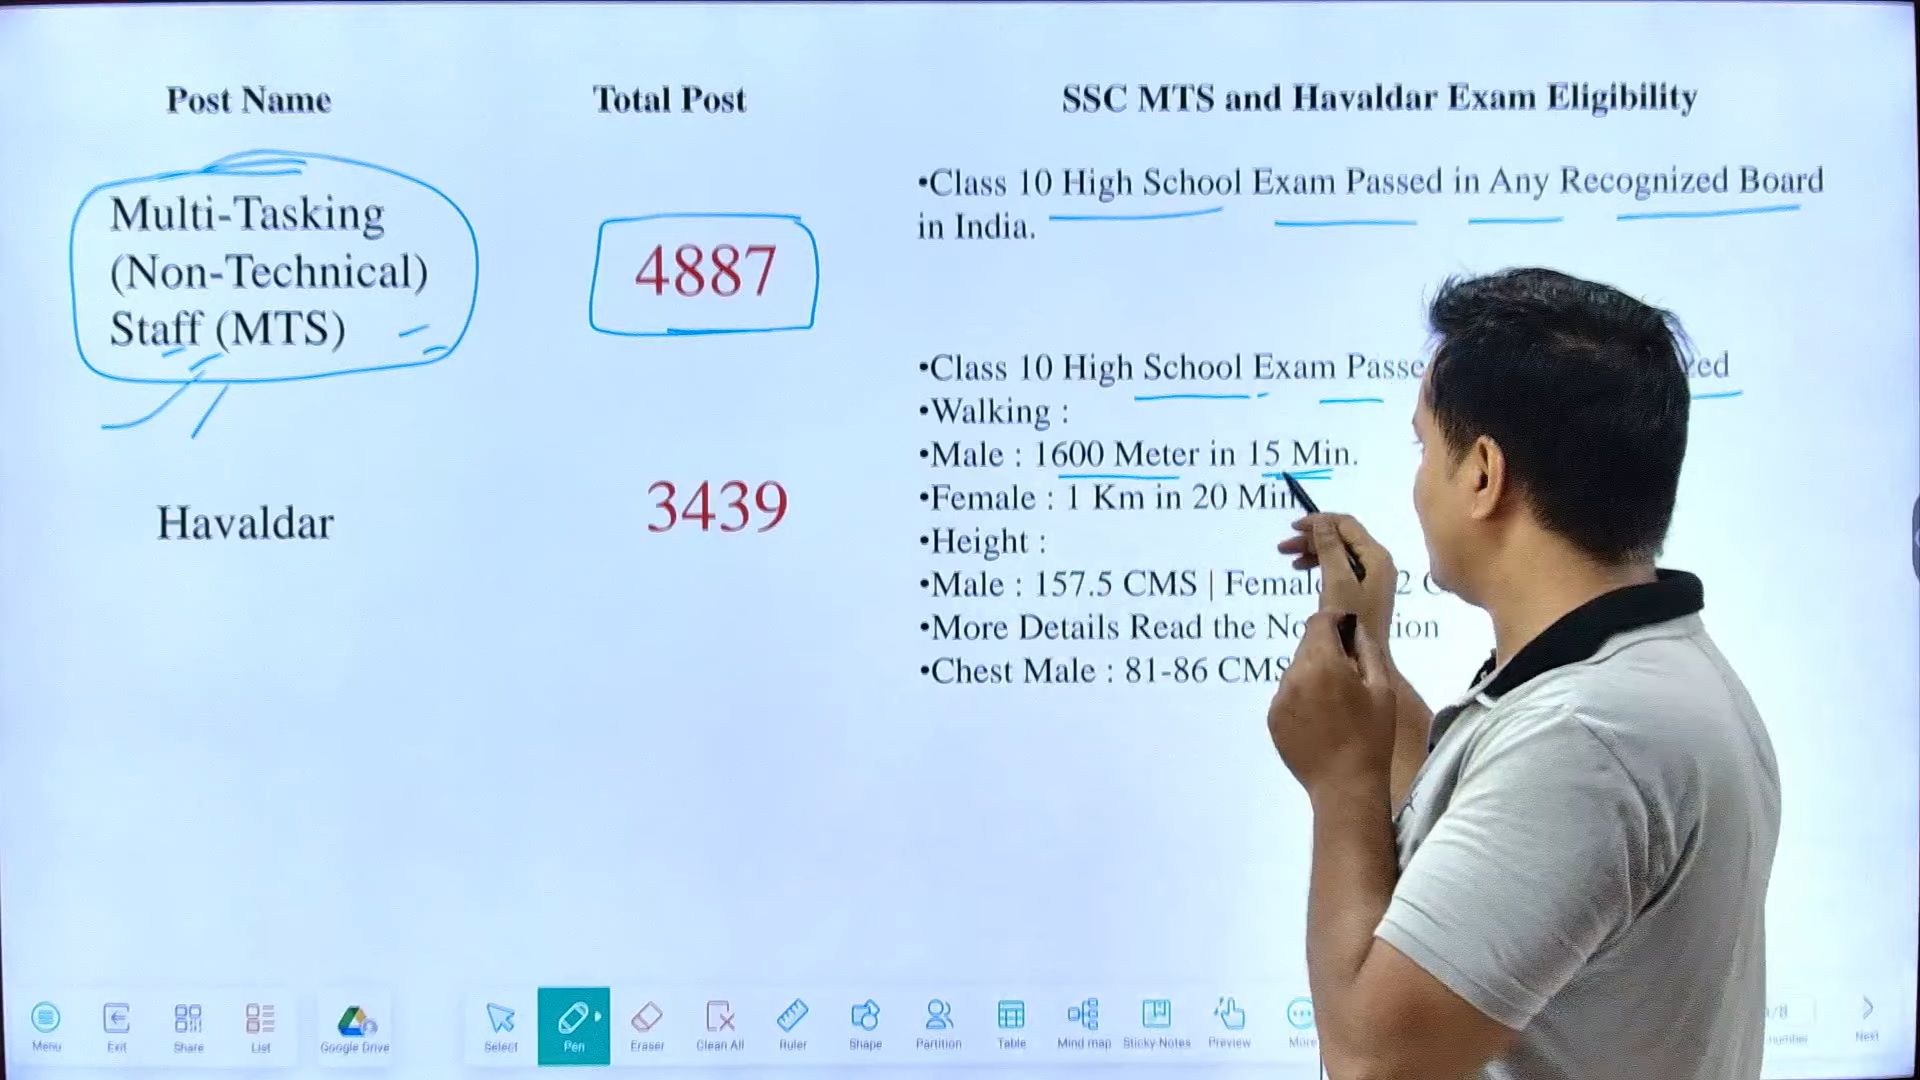 Post Name
Total Post
SSC MTS and Havaldar Exam Eligibility
Multi-Tasking
(Non-Technical)
Staff (MTS)
4887
•Class 10 High School Exam Passed in Any Recognized Board
in India.
Havaldar
3439
•Class 10 High School Exam
•Walking :
•Male : 1600 Meter in 15 Min.
•Female : 1 Km in 20 Min
•Height :
•Male : 157.5 CMS |
•More Details Read the
•Chest Male : 81-86 CMS
Menu
Exit
Share
List
Google Drive
Select
Pen
Eraser
Clean All
Ruler
Shape
Partition
Table
Mind map
Sticky Notes
Preview
More
Next